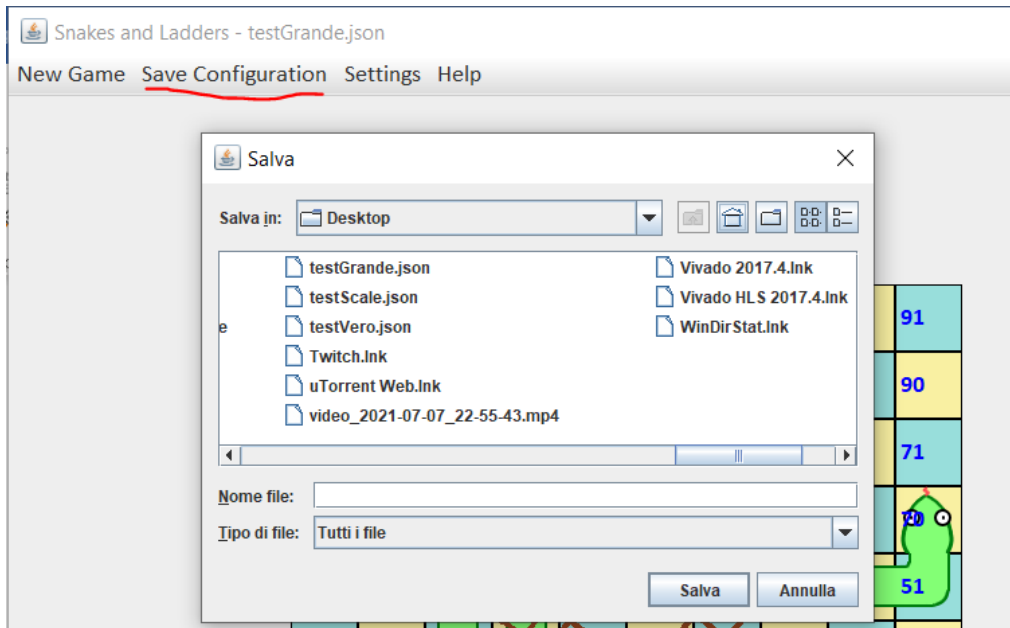 Snakes and Ladders - testGrande.json
New Game Save Configuration Settings Help
Salva
Salva in: Desktop
testGrande.json
testScale.json
e testVero.json
Twitch.lnk
uTorrent Web.lnk
video_2021-07-07_22-55-43.mp4
Vivado 2017.4.lnk
Vivado HLS 2017.4.lnk
WinDirStat.lnk
Nome file:
Tipo di file: Tutti i file
Salva Annulla
91
90
71
70
51